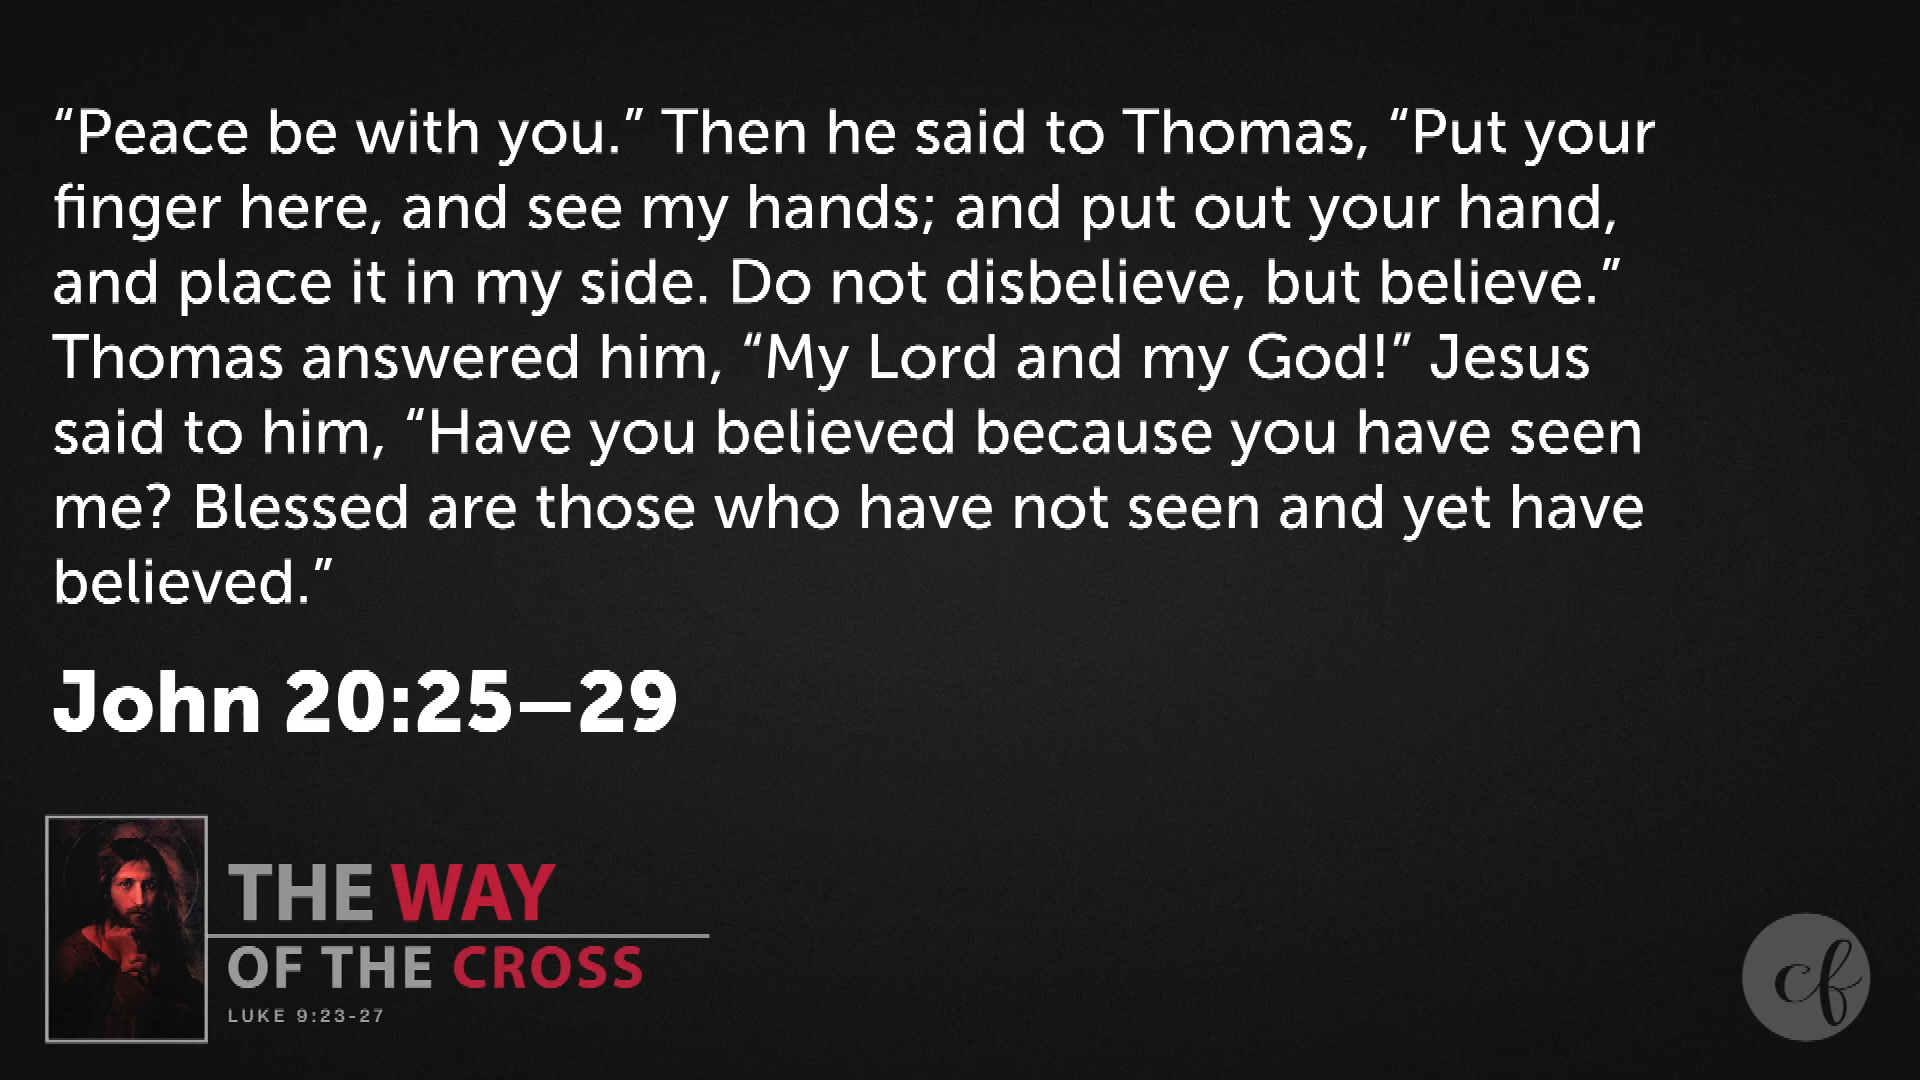 “Peace be with you.” Then he said to Thomas, “Put your
finger here, and see my hands; and put out your hand,
and place it in my side. Do not disbelieve, but believe.”
Thomas answered him, “My Lord and my God!” Jesus
said to him, “Have you believed because you have seen
me? Blessed are those who have not seen and yet have
believed.”
John 20:25–29
THE WAY
OF THE CROSS
LUKE 9:23-27
cf